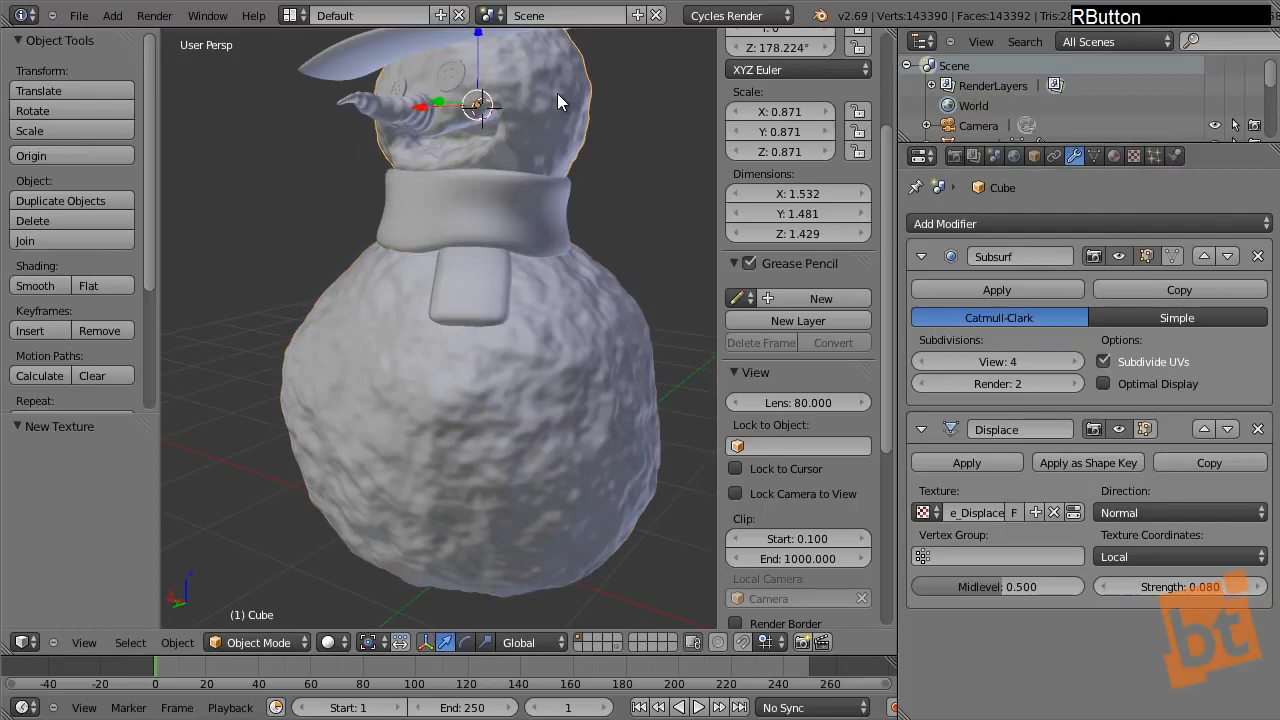 File Add Render Window Help Default Scene Cycles Render v2.69 | Verts:143390 | Faces:143392 | Tris:28 RButton
Object Tools
Transform:
Translate
Rotate
Scale
Origin
Object:
Duplicate Objects
Delete
Join
Shading:
Smooth Flat
Keyframes:
Insert Remove
Motion Paths:
Calculate Clear
Repeat:
New Texture
User Persp
(1) Cube
Z: 178.224°
XYZ Euler
Scale:
X: 0.871
Y: 0.871
Z: 0.871
Dimensions:
X: 1.532
Y: 1.481
Z: 1.429
Grease Pencil
New
New Layer
Delete Frame Convert
View
Lens: 80.000
Lock to Object:
Lock to Cursor
Lock Camera to View
Clip:
Start: 0.100
End: 1000.000
Local Camera:
Camera
Render Border
View Search All Scenes
Scene
RenderLayers
World
Camera
Cube
Add Modifier
Subsurf
Apply Copy
Catmull-Clark Simple
Subdivisions: Options:
View: 4 Subdivide UVs
Render: 2 Optimal Display
Displace
Apply Apply as Shape Key Copy
Texture: Direction:
e_Displace F Normal
Vertex Group: Texture Coordinates:
Local
Midlevel: 0.500 Strength: 0.080
bt
View Select Object Object Mode Global
-40 -20 0 20 40 60 80 100 120 140 160 180 200 220 240 260
View Marker Frame Playback Start: 1 End: 250 1 No Sync